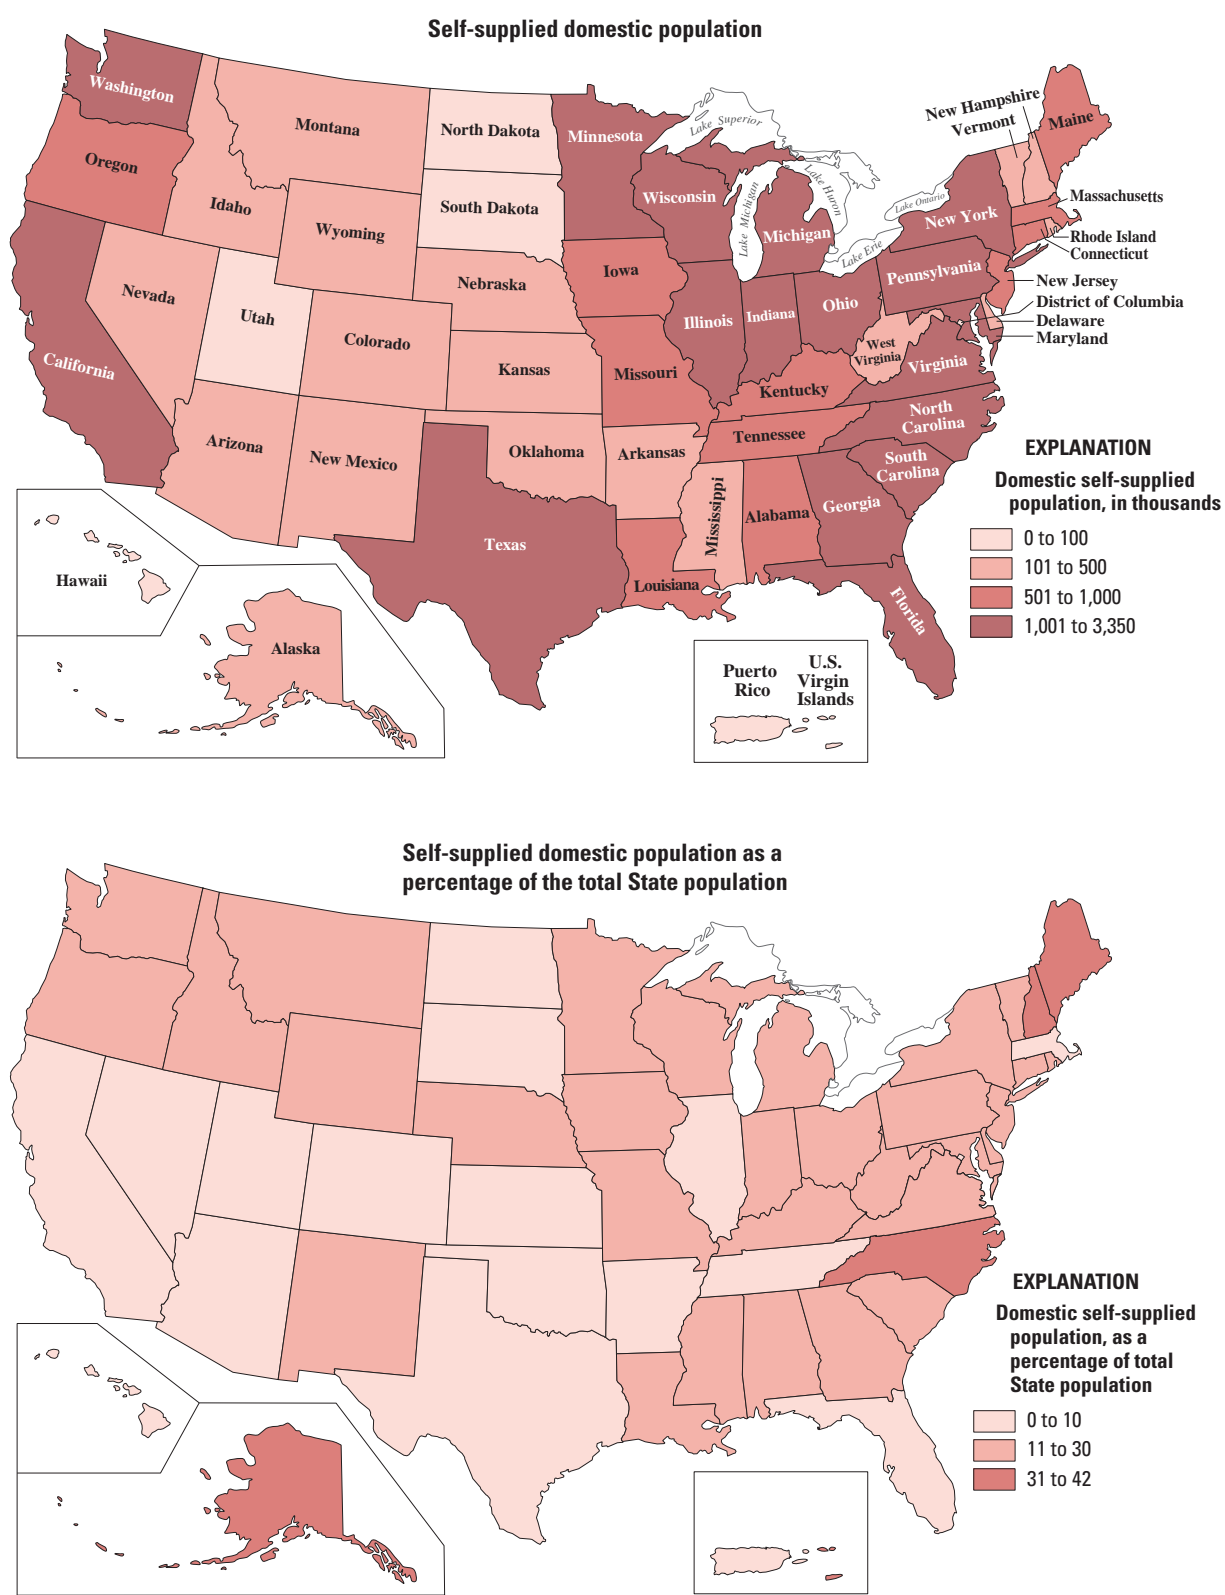 Self-supplied domestic population
Washington
Oregon
California
Nevada
Idaho
Montana
Wyoming
Utah
Colorado
Arizona
New Mexico
North Dakota
South Dakota
Nebraska
Kansas
Oklahoma
Texas
Minnesota
Iowa
Missouri
Arkansas
Louisiana
Wisconsin
Illinois
Michigan
Indiana
Ohio
Kentucky
Tennessee
Mississippi
Alabama
Georgia
Florida
South
Carolina
North
Carolina
Virginia
West
Virginia
Pennsylvania
New York
Lake Superior
Lake Michigan
Lake Huron
Lake Erie
Lake Ontario
New Hampshire
Vermont
Maine
Massachusetts
Rhode Island
Connecticut
New Jersey
District of Columbia
Delaware
Maryland
Hawaii
Alaska
Puerto
Rico
U.S.
Virgin
Islands
EXPLANATION
Domestic self-supplied
population, in thousands
0 to 100
101 to 500
501 to 1,000
1,001 to 3,350
Self-supplied domestic population as a
percentage of the total State population
EXPLANATION
Domestic self-supplied
population, as a
percentage of total
State population
0 to 10
11 to 30
31 to 42